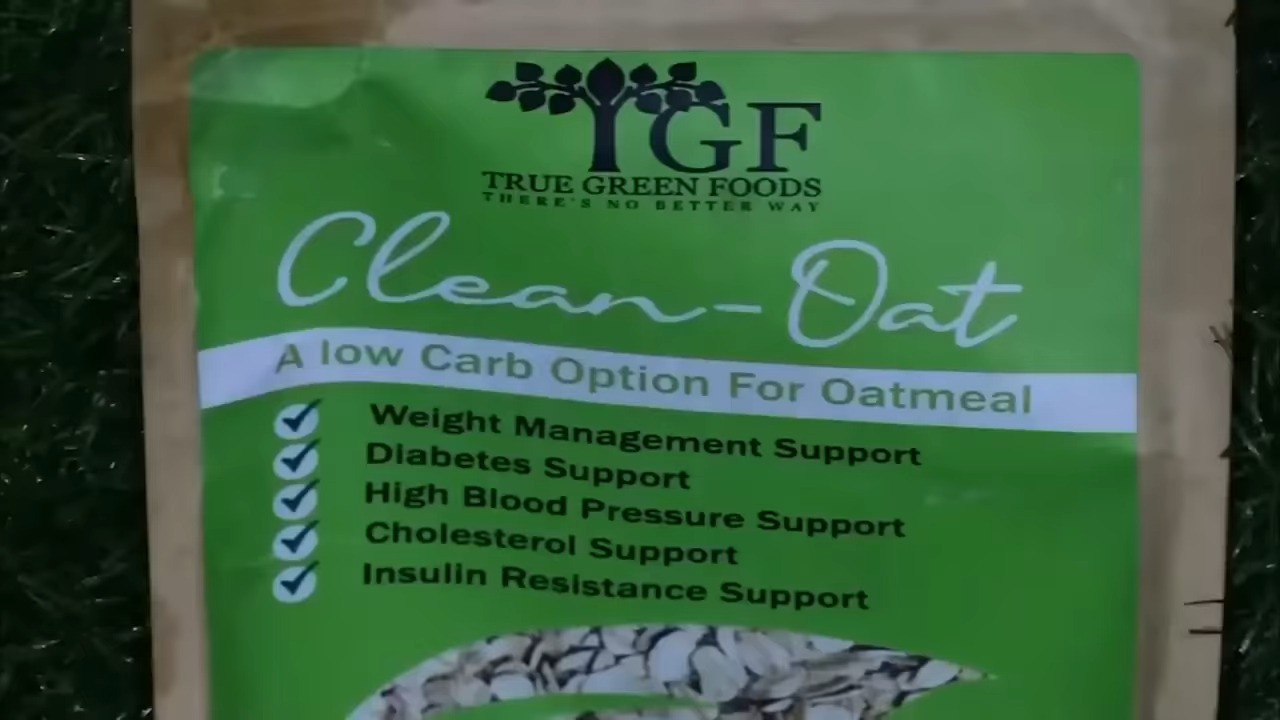 TGF
TRUE GREEN FOODS
THERE'S NO BETTER WAY
Clean-Oat
A low Carb Option For Oatmeal
Weight Management Support
Diabetes Support
High Blood Pressure Support
Cholesterol Support
Insulin Resistance Support